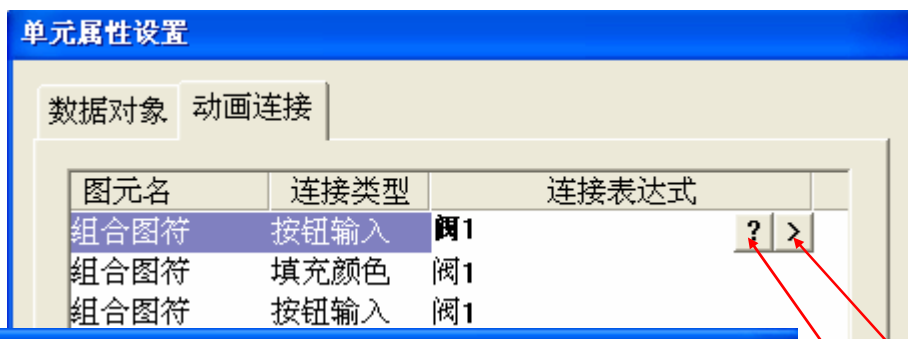 单元属性设置
数据对象 动画连接
图元名 连接类型 连接表达式
组合图符 按钮输入 阀1 ? >
组合图符 填充颜色 阀1
组合图符 按钮输入 阀1